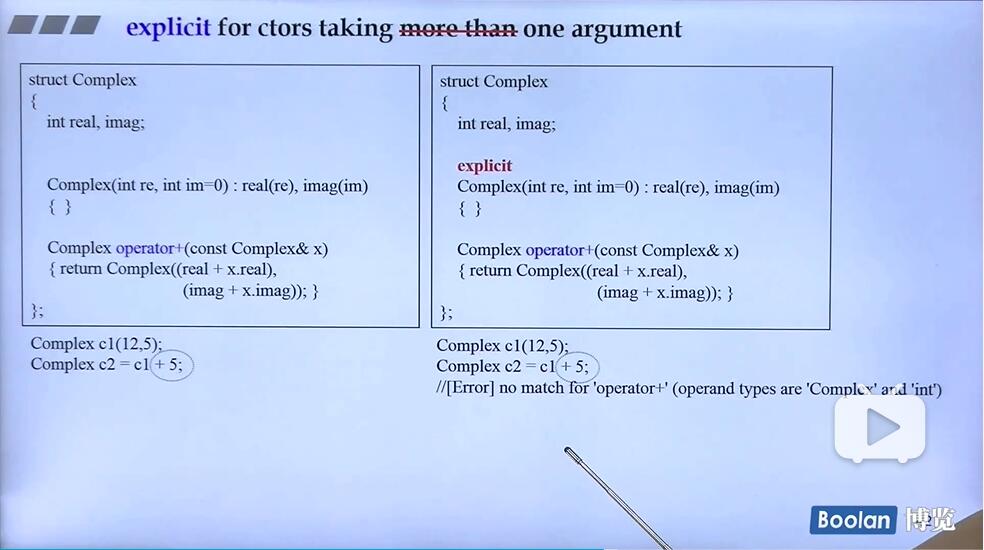 explicit for ctors taking more than one argument
struct Complex
{
int real, imag;
Complex(int re, int im=0) : real(re), imag(im)
{ }
Complex operator+(const Complex& x)
{ return Complex((real + x.real),
(imag + x.imag)); }
};
Complex c1(12,5);
Complex c2 = c1 + 5;
struct Complex
{
int real, imag;
explicit
Complex(int re, int im=0) : real(re), imag(im)
{ }
Complex operator+(const Complex& x)
{ return Complex((real + x.real),
(imag + x.imag)); }
};
Complex c1(12,5);
Complex c2 = c1 + 5;
//[Error] no match for 'operator+' (operand types are 'Complex' and 'int')
Boolan 博览